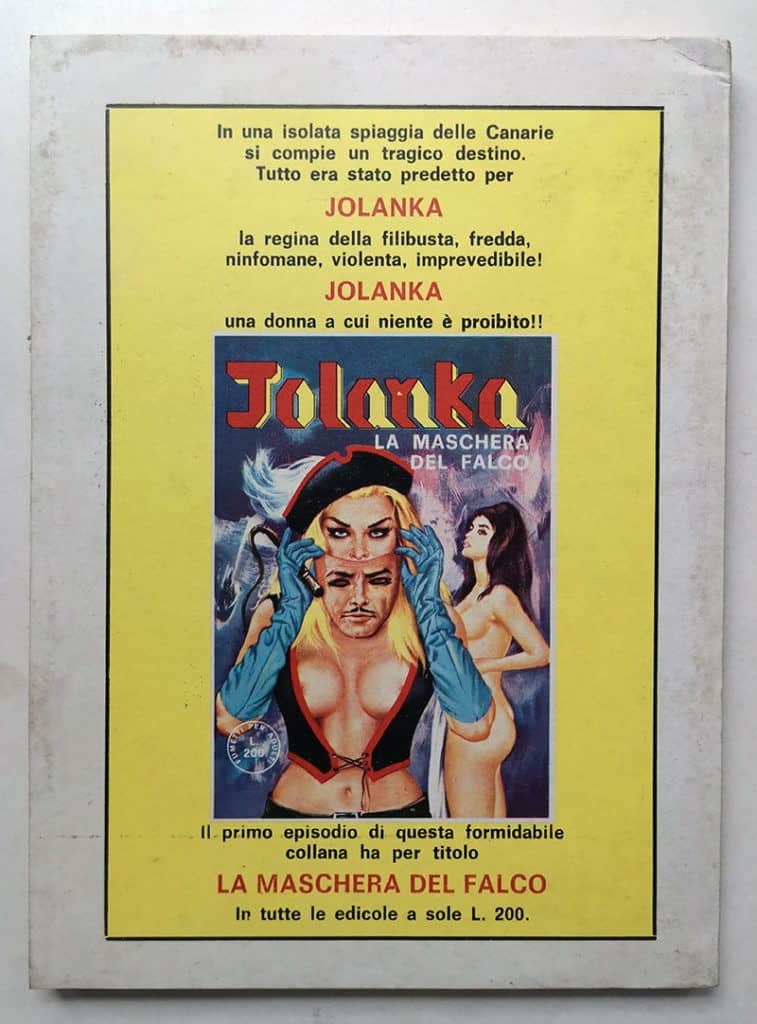 In una isolata spiaggia delle Canarie
si compie un tragico destino.
Tutto era stato predetto per
JOLANKA
la regina della filibusta, fredda,
ninfomane, violenta, imprevedibile!
JOLANKA
una donna a cui niente è proibito!!
Jolanka
LA MASCHERA
DEL FALCO
FUMETTI PER ADULTI
L.
200
Il primo episodio di questa formidabile
collana ha per titolo
LA MASCHERA DEL FALCO
In tutte le edicole a sole L. 200.